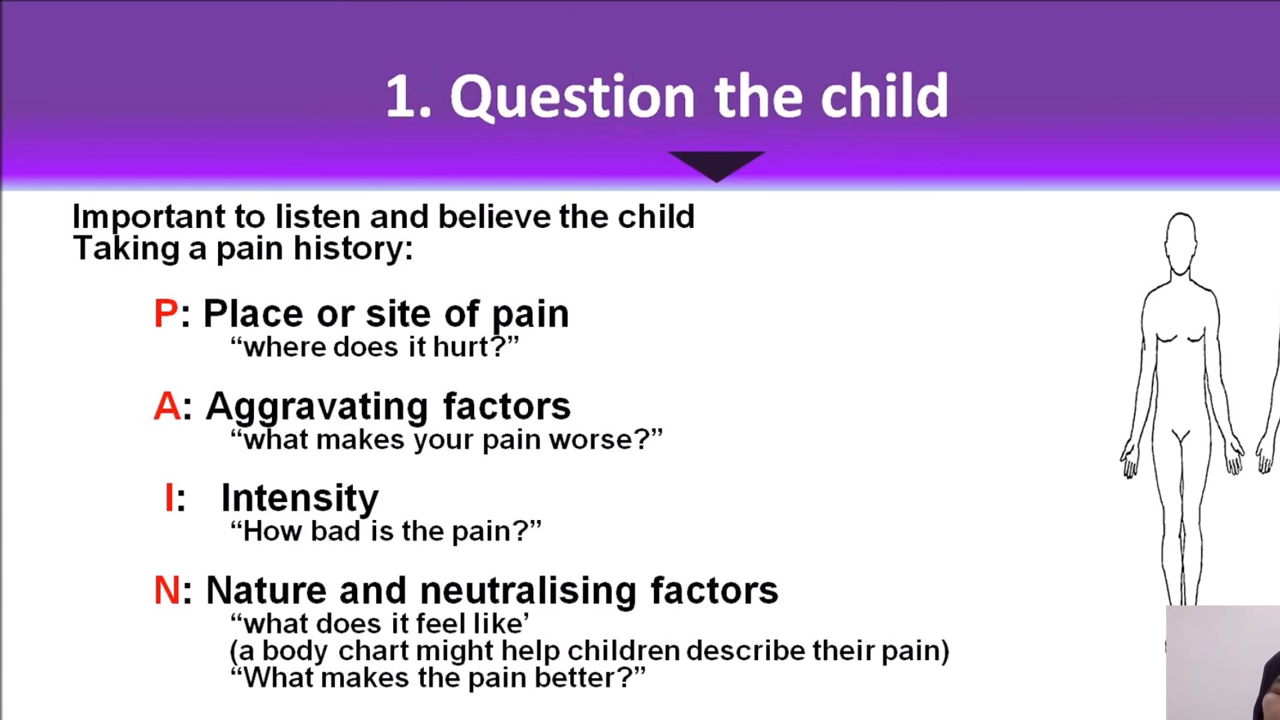 1. Question the child
Important to listen and believe the child
Taking a pain history:
P: Place or site of pain
“where does it hurt?”
A: Aggravating factors
“what makes your pain worse?”
I: Intensity
“How bad is the pain?”
N: Nature and neutralising factors
“what does it feel like’
(a body chart might help children describe their pain)
“What makes the pain better?”